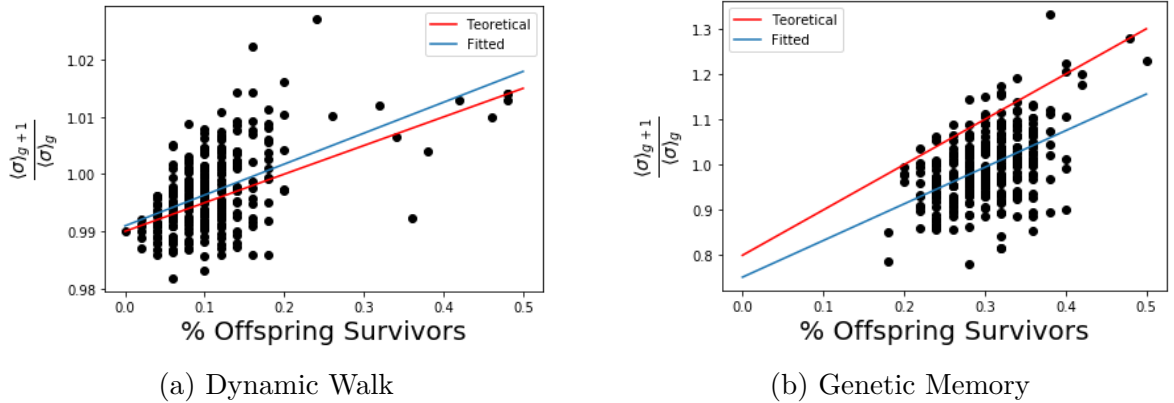 Teoretical
Fitted
1.02
1.01
1.00
0.99
0.98
⟨σ⟩g+1
⟨σ⟩g
0.0 0.1 0.2 0.3 0.4 0.5
% Offspring Survivors
(a) Dynamic Walk
Teoretical
Fitted
1.3
1.2
1.1
1.0
0.9
0.8
⟨σ⟩g+1
⟨σ⟩g
0.0 0.1 0.2 0.3 0.4 0.5
% Offspring Survivors
(b) Genetic Memory